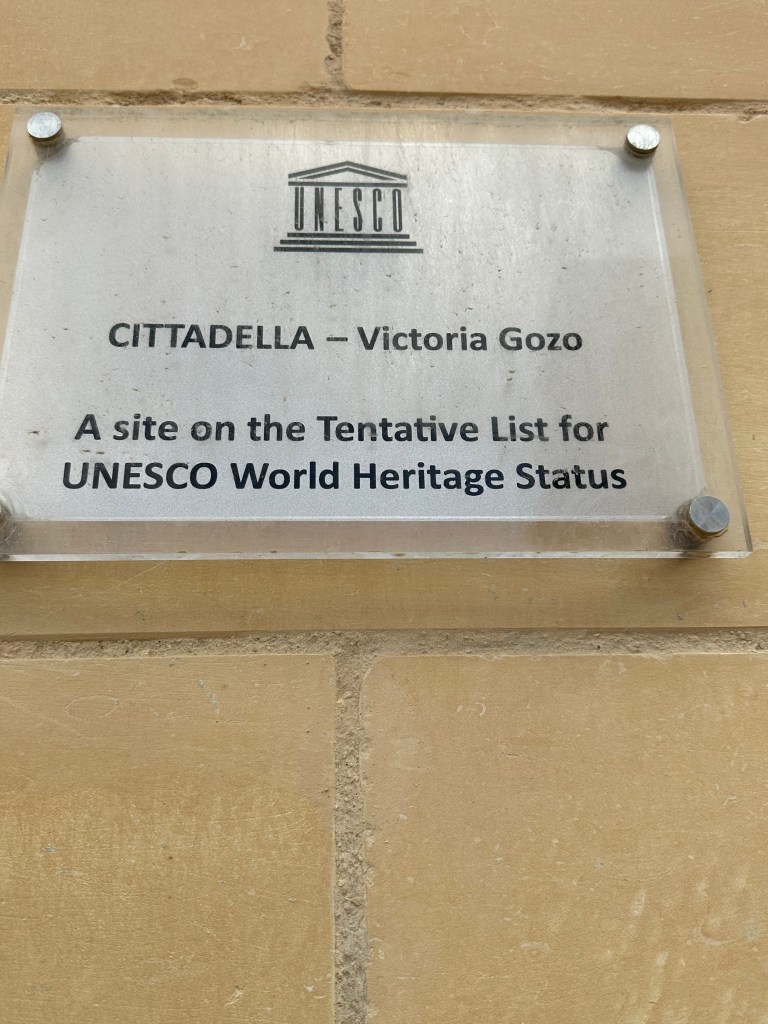 UNESCO
CITTADELLA – Victoria Gozo
A site on the Tentative List for
UNESCO World Heritage Status